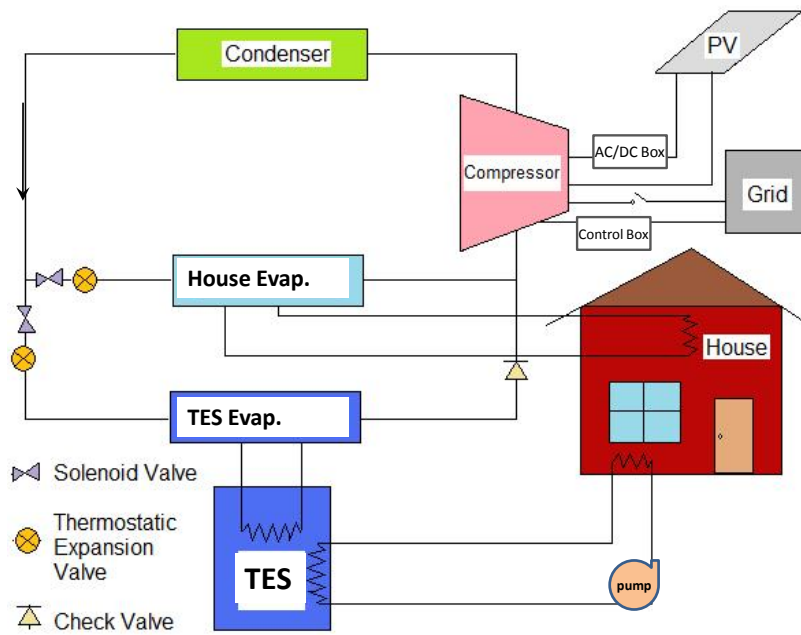 Condenser
PV
AC/DC Box
Compressor
Grid
Control Box
House Evap.
House
TES Evap.
Solenoid Valve
Thermostatic
Expansion
Valve
TES
pump
Check Valve